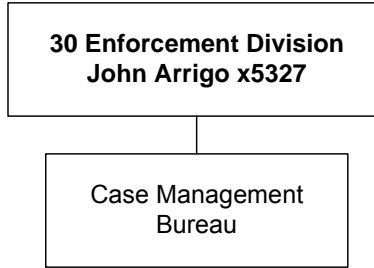 30 Enforcement Division
John Arrigo x5327
Case Management
Bureau